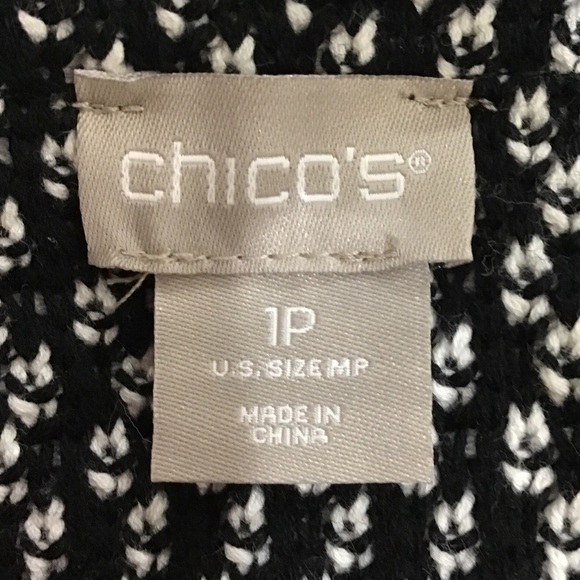 chico's®
1P
U.S. SIZE MP
MADE IN
CHINA